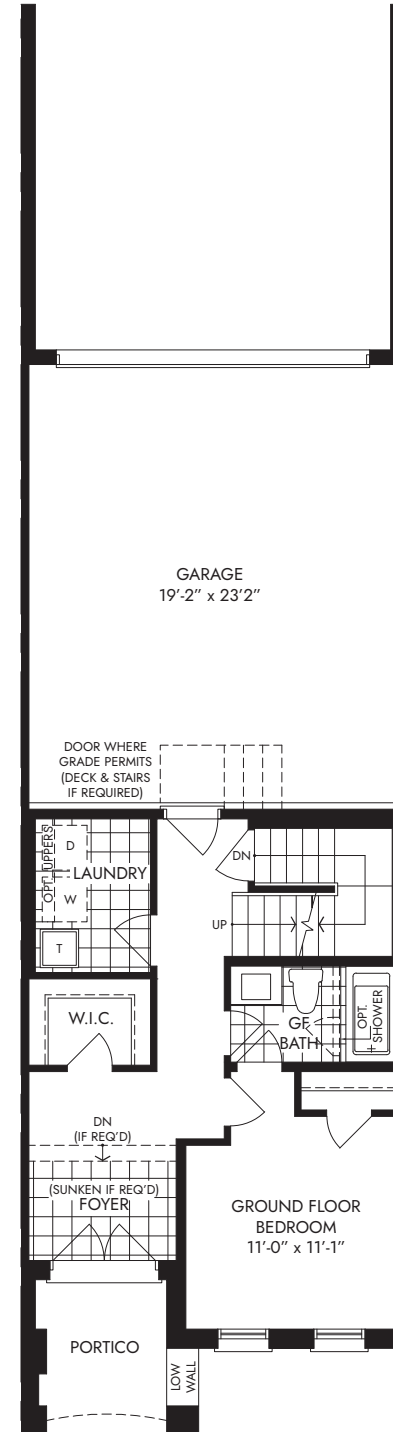 GARAGE
19'-2” x 23'2”
DOOR WHERE
GRADE PERMITS
(DECK & STAIRS
IF REQUIRED)
OPT. UPPERS
D
LAUNDRY
W
T
DN
UP
W.I.C.
GF
BATH
OPT.
SHOWER
DN
(IF REQ'D)
(SUNKEN IF REQ'D)
FOYER
GROUND FLOOR
BEDROOM
11'-0” x 11'-1”
PORTICO
LOW
WALL